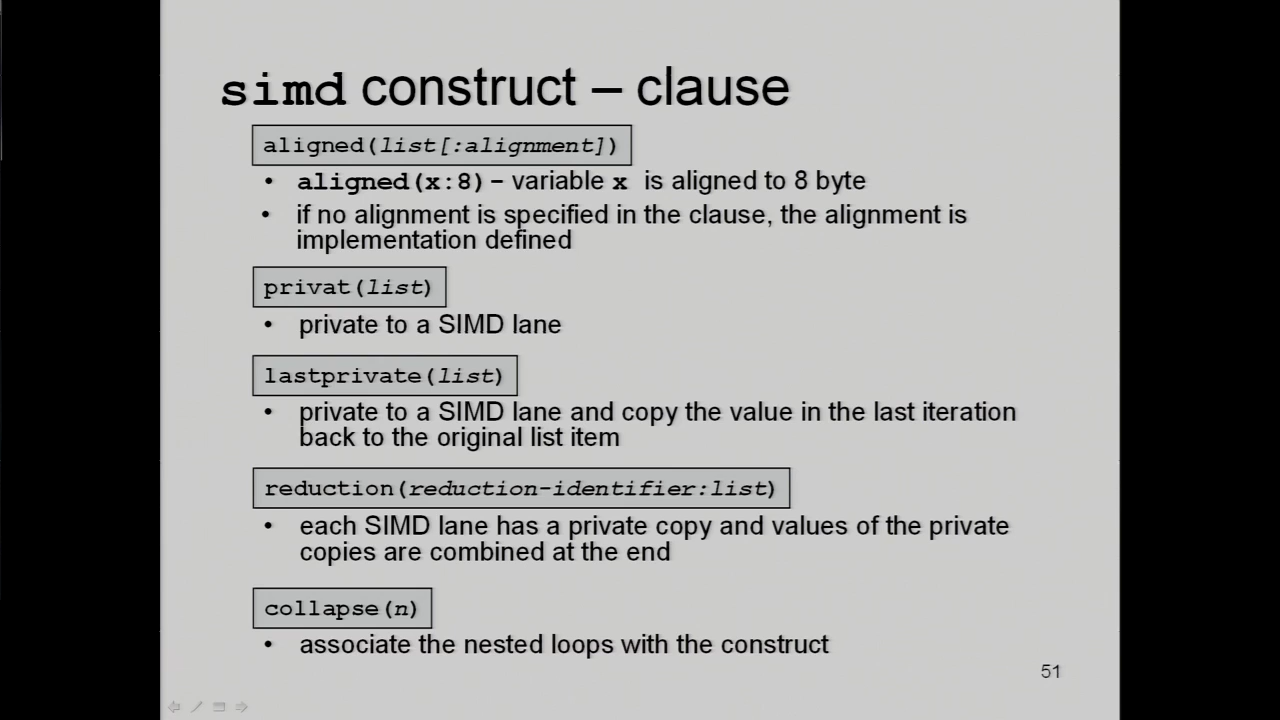 simd construct – clause
aligned(list[:alignment])
• aligned(x:8) – variable x is aligned to 8 byte
• if no alignment is specified in the clause, the alignment is
implementation defined
privat(list)
• private to a SIMD lane
lastprivate(list)
• private to a SIMD lane and copy the value in the last iteration
back to the original list item
reduction(reduction-identifier:list)
• each SIMD lane has a private copy and values of the private
copies are combined at the end
collapse(n)
• associate the nested loops with the construct
51